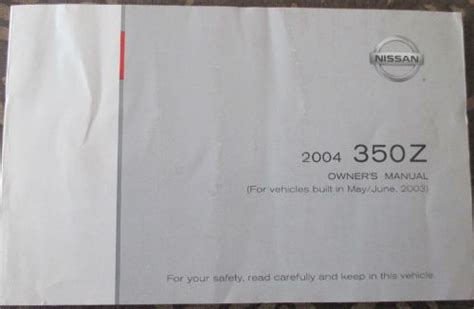 NISSAN
2004 350Z
OWNER'S MANUAL
(For vehicles built in May/June, 2003)
For your safety, read carefully and keep in this vehicle.